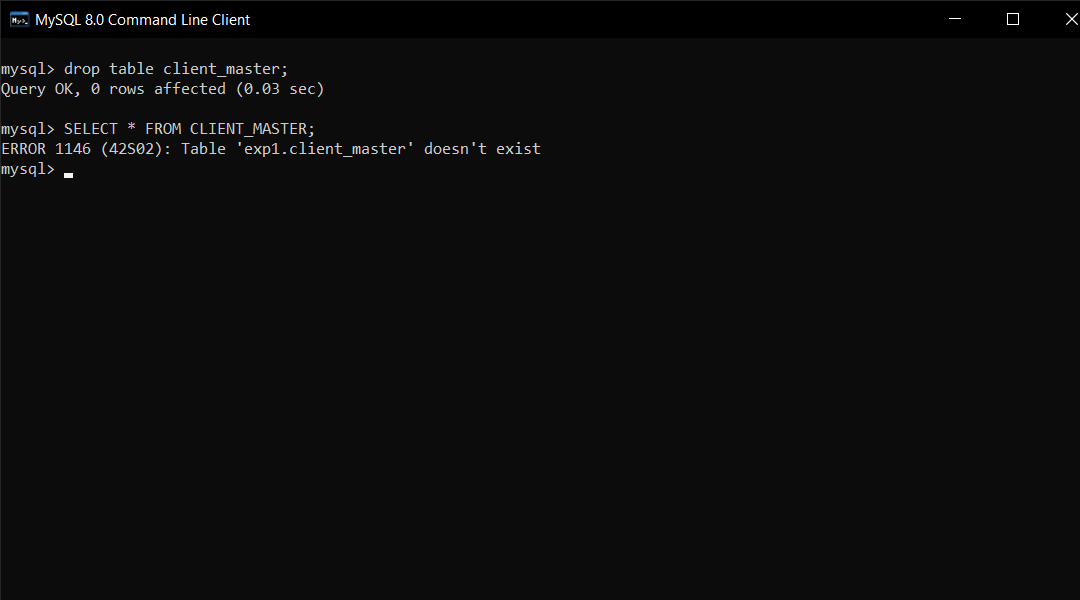 MySQL 8.0 Command Line Client
mysql> drop table client_master;
Query OK, 0 rows affected (0.03 sec)
mysql> SELECT * FROM CLIENT_MASTER;
ERROR 1146 (42S02): Table 'exp1.client_master' doesn't exist
mysql>